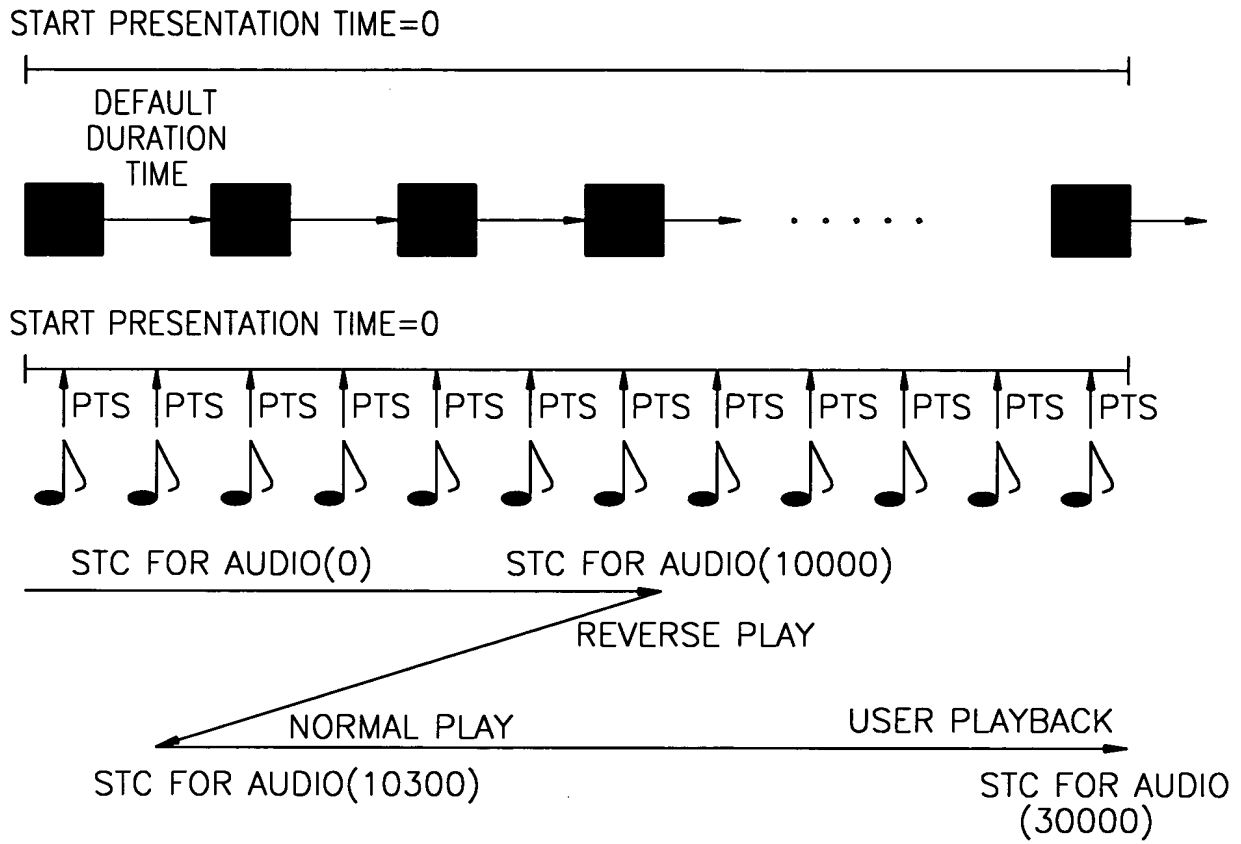 START PRESENTATION TIME=0
DEFAULT
DURATION
TIME
START PRESENTATION TIME=0
PTS PTS PTS PTS PTS PTS PTS PTS PTS PTS PTS PTS
STC FOR AUDIO(0) STC FOR AUDIO(10000)
REVERSE PLAY
NORMAL PLAY USER PLAYBACK
STC FOR AUDIO(10300) STC FOR AUDIO
(30000)